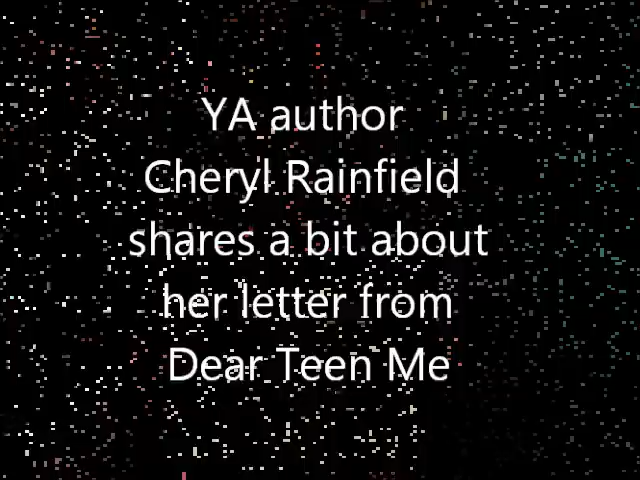 YA author
Cheryl Rainfield
shares a bit about
her letter from
Dear Teen Me